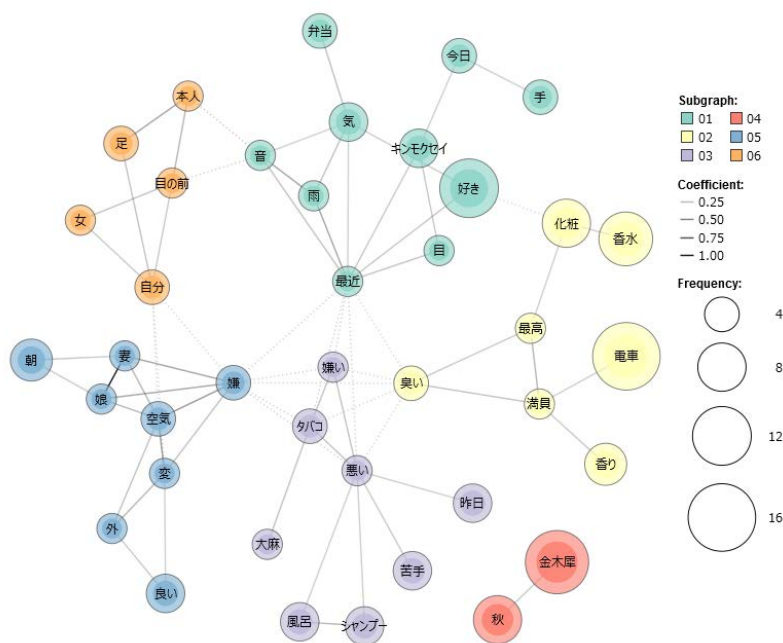 弁当
今日
手
本人
足
気
キンモクセイ
音
目の前
雨
好き
女
目
化粧
香水
自分
最近
最高
電車
朝
妻
嫌
嫌い
臭い
娘
満員
空気
タバコ
変
悪い
香り
昨日
外
大麻
苦手
金木犀
良い
風呂
シャンプー
秋
Subgraph:
01 04
02 05
03 06
Coefficient:
0.25
0.50
0.75
1.00
Frequency:
4
8
12
16